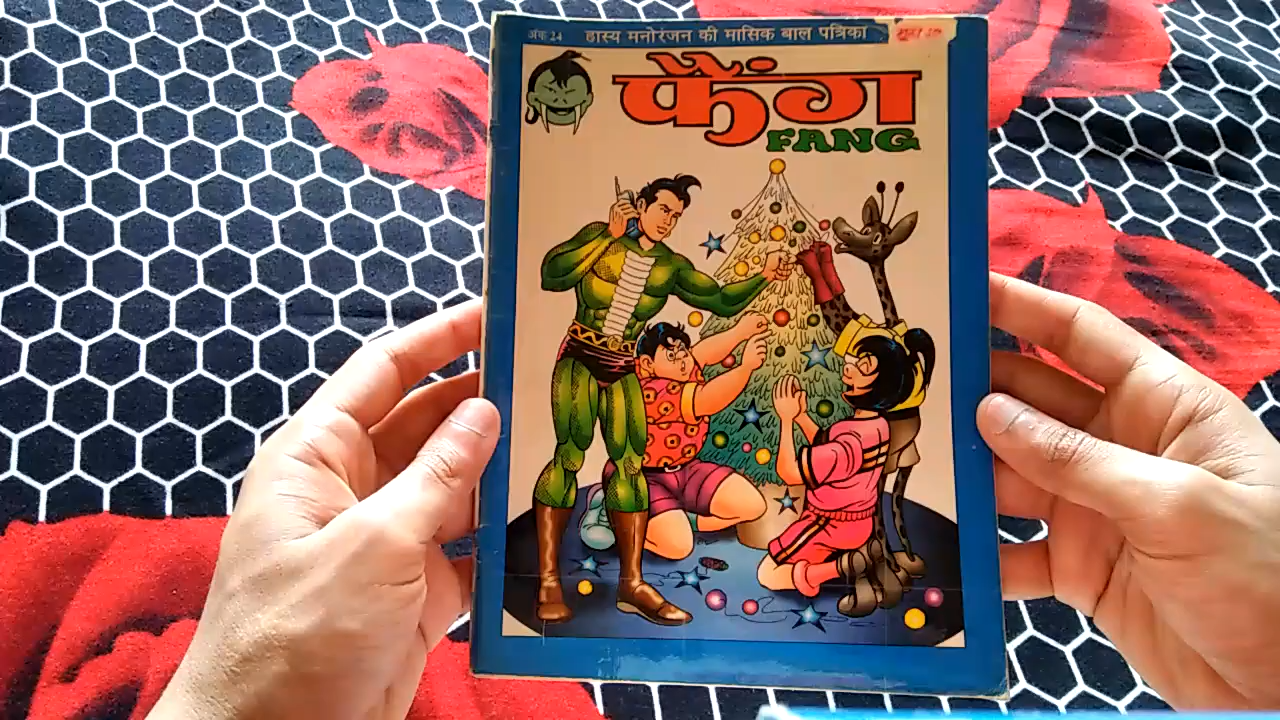 अंक 24
हास्य मनोरंजन की मासिक बाल पत्रिका
फैंग
FANG